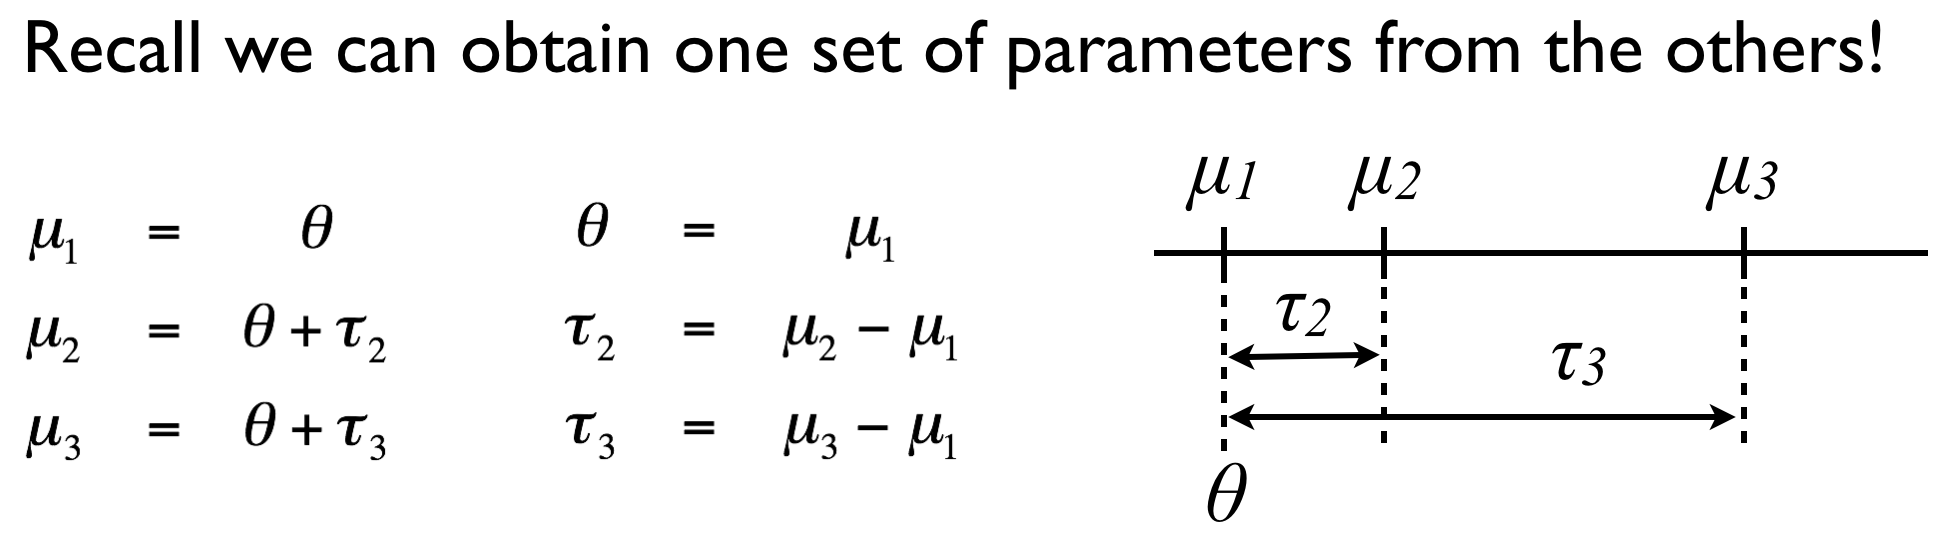 Recall we can obtain one set of parameters from the others!
μ₁ = θ
μ₂ = θ + τ₂
μ₃ = θ + τ₃
θ = μ₁
τ₂ = μ₂ − μ₁
τ₃ = μ₃ − μ₁
μ1 μ2 μ3
τ2
τ3
θ